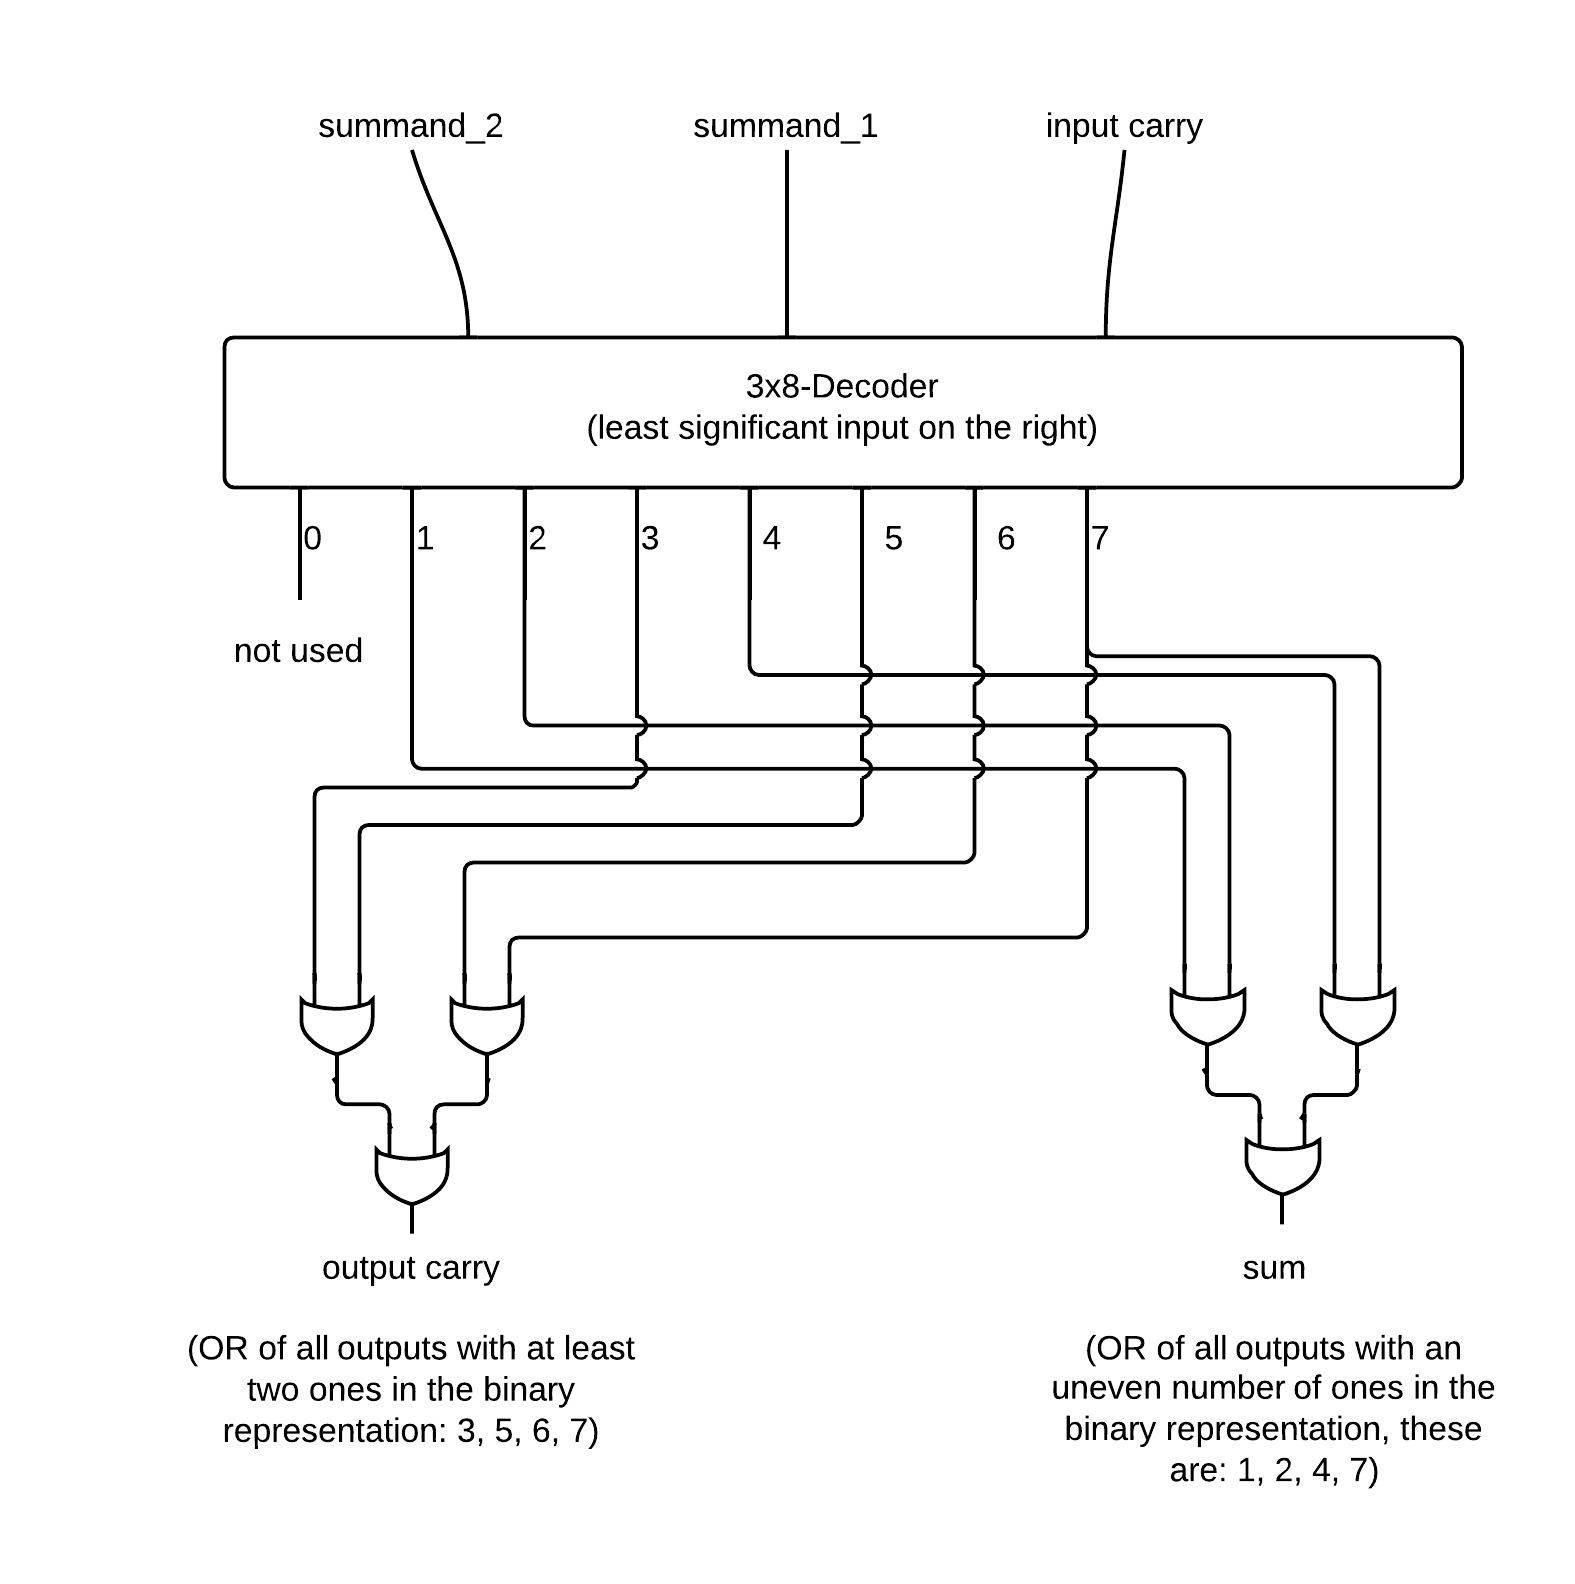 summand_2
summand_1
input carry
3x8-Decoder
(least significant input on the right)
0
1
2
3
4
5
6
7
not used
output carry
(OR of all outputs with at least
two ones in the binary
representation: 3, 5, 6, 7)
sum
(OR of all outputs with an
uneven number of ones in the
binary representation, these
are: 1, 2, 4, 7)